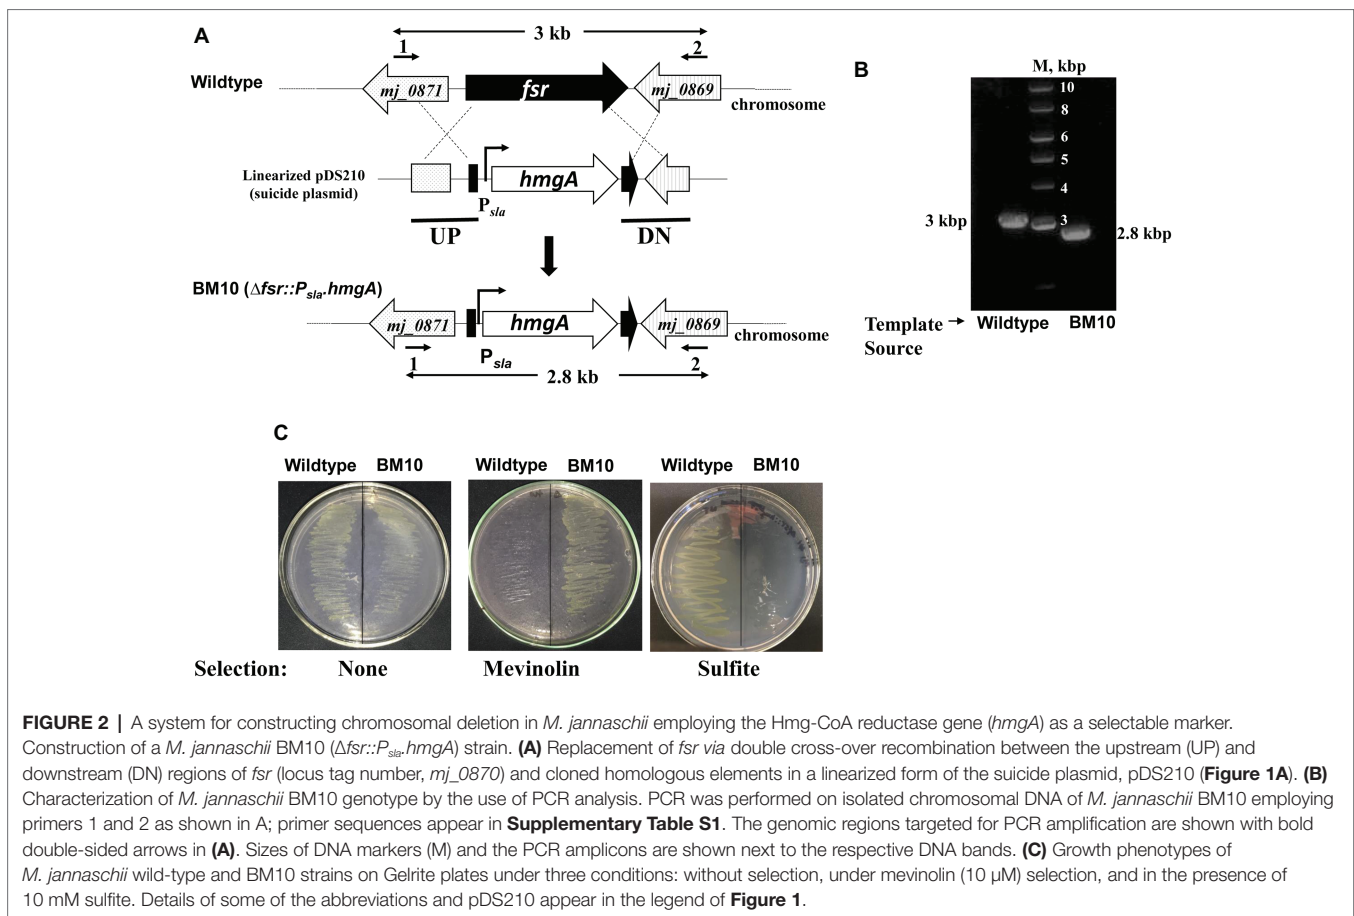 A
3 kb
1
2
Wildtype
mj_0871
fsr
mj_0869
chromosome
Linearized pDS210
(suicide plasmid)
hmgA
Psla
UP
DN
BM10 (Δfsr::Psla.hmgA)
mj_0871
hmgA
mj_0869
chromosome
1
Psla
2
2.8 kb
B
M, kbp
10
8
6
5
4
3
3 kbp
2.8 kbp
Template
Source
Wildtype
BM10
C
Wildtype BM10
Wildtype BM10
Wildtype BM10
Selection: None Mevinolin Sulfite
FIGURE 2 | A system for constructing chromosomal deletion in M. jannaschii employing the Hmg-CoA reductase gene (hmgA) as a selectable marker.
Construction of a M. jannaschii BM10 (Δfsr::Psla.hmgA) strain. (A) Replacement of fsr via double cross-over recombination between the upstream (UP) and
downstream (DN) regions of fsr (locus tag number, mj_0870) and cloned homologous elements in a linearized form of the suicide plasmid, pDS210 (Figure 1A). (B)
Characterization of M. jannaschii BM10 genotype by the use of PCR analysis. PCR was performed on isolated chromosomal DNA of M. jannaschii BM10 employing
primers 1 and 2 as shown in A; primer sequences appear in Supplementary Table S1. The genomic regions targeted for PCR amplification are shown with bold
double-sided arrows in (A). Sizes of DNA markers (M) and the PCR amplicons are shown next to the respective DNA bands. (C) Growth phenotypes of
M. jannaschii wild-type and BM10 strains on Gelrite plates under three conditions: without selection, under mevinolin (10 μM) selection, and in the presence of
10 mM sulfite. Details of some of the abbreviations and pDS210 appear in the legend of Figure 1.